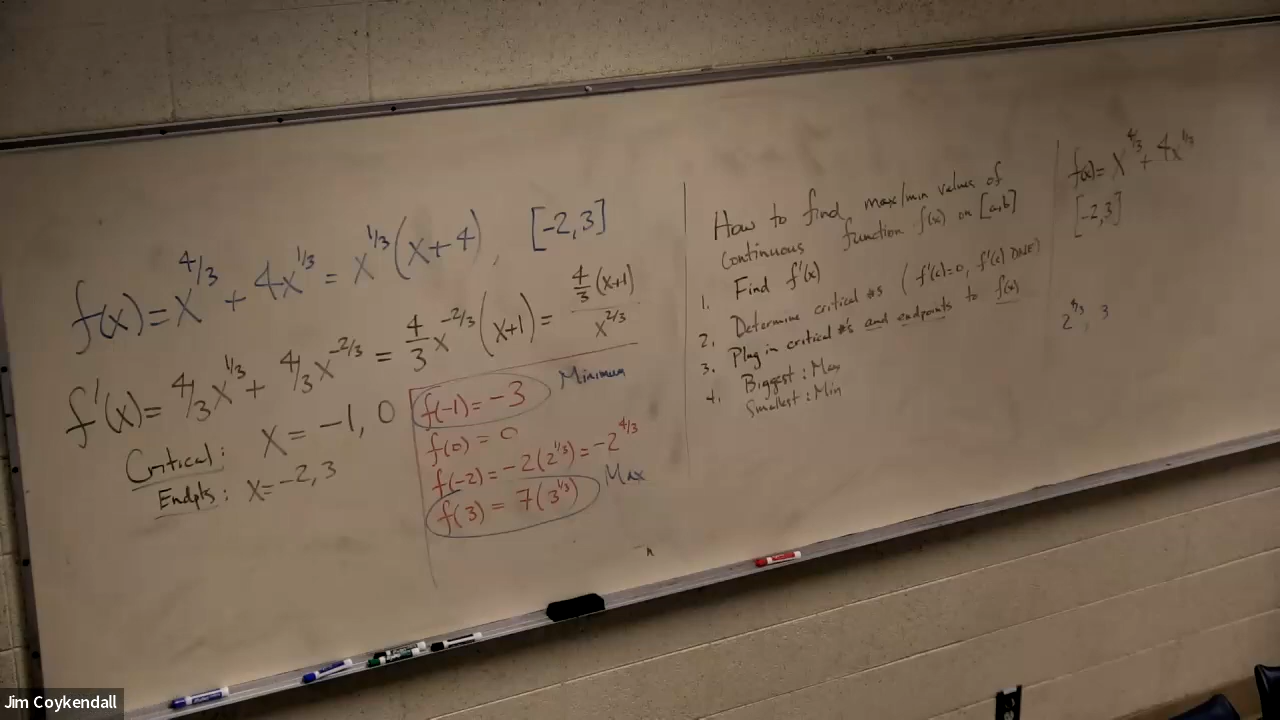 f(x) = x^{4/3} + 4x^{1/3} = x^{1/3}(x+4), [-2,3]
f'(x) = 4/3 x^{1/3} + 4/3 x^{-2/3} = 4/3 x^{-2/3}(x+1) = 4/3(x+1) / x^{2/3}
Critical: x = -1, 0
Endpts: x = -2, 3
f(-1) = -3 Minimum
f(0) = 0
f(-2) = -2(2^{1/3}) = -2^{4/3}
f(3) = 7(3^{1/3}) Max
How to find max/min values of
continuous function f(x) on [a,b]
1. Find f'(x)
2. Determine critical #s (f'(c)=0, f'(c) DNE)
3. Plug in critical #'s and endpoints to f(x)
4. Biggest: Max
Smallest: Min
f(x) = x^{4/3} + 4x^{1/3}
[-2,3]
2^{4/3}, 3
Jim Coykendall